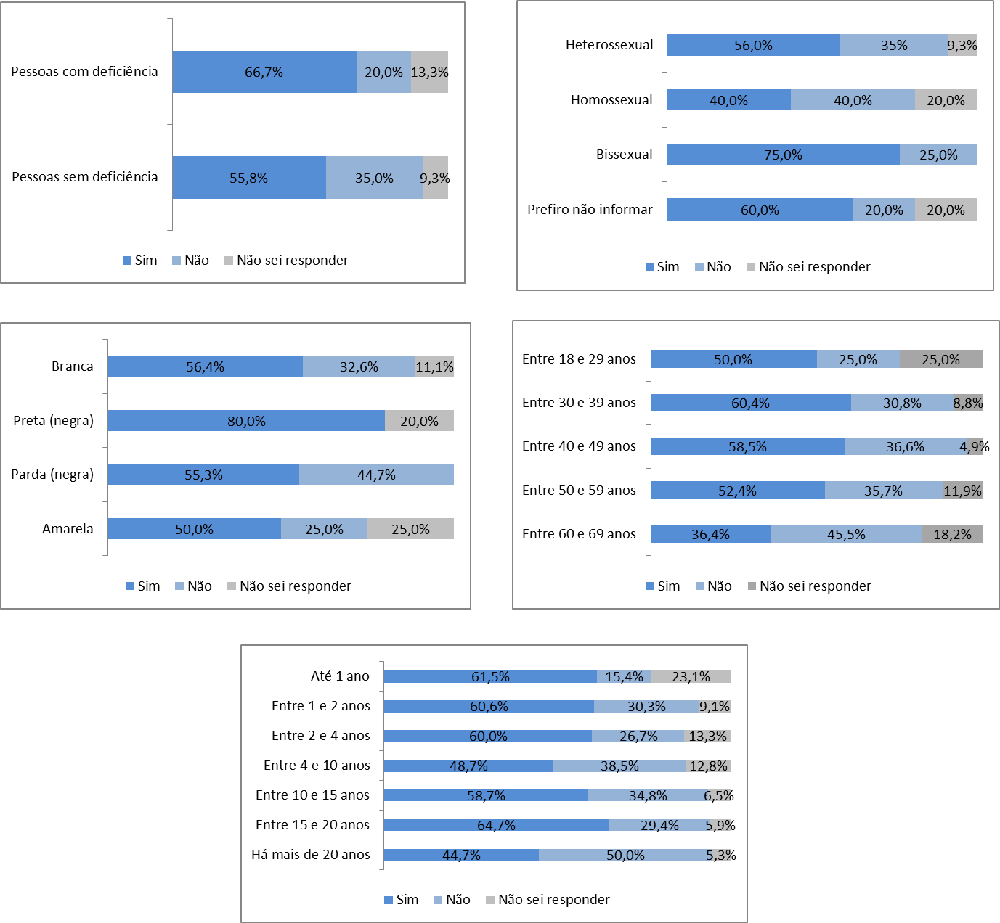 Pessoas com deficiência 66,7% 20,0% 13,3%
Pessoas sem deficiência 55,8% 35,0% 9,3%
Sim Não Não sei responder
Heterossexual 56,0% 35% 9,3%
Homossexual 40,0% 40,0% 20,0%
Bissexual 75,0% 25,0%
Prefiro não informar 60,0% 20,0% 20,0%
Sim Não Não sei responder
Branca 56,4% 32,6% 11,1%
Preta (negra) 80,0% 20,0%
Parda (negra) 55,3% 44,7%
Amarela 50,0% 25,0% 25,0%
Sim Não Não sei responder
Entre 18 e 29 anos 50,0% 25,0% 25,0%
Entre 30 e 39 anos 60,4% 30,8% 8,8%
Entre 40 e 49 anos 58,5% 36,6% 4,9%
Entre 50 e 59 anos 52,4% 35,7% 11,9%
Entre 60 e 69 anos 36,4% 45,5% 18,2%
Sim Não Não sei responder
Até 1 ano 61,5% 15,4% 23,1%
Entre 1 e 2 anos 60,6% 30,3% 9,1%
Entre 2 e 4 anos 60,0% 26,7% 13,3%
Entre 4 e 10 anos 48,7% 38,5% 12,8%
Entre 10 e 15 anos 58,7% 34,8% 6,5%
Entre 15 e 20 anos 64,7% 29,4% 5,9%
Há mais de 20 anos 44,7% 50,0% 5,3%
Sim Não Não sei responder